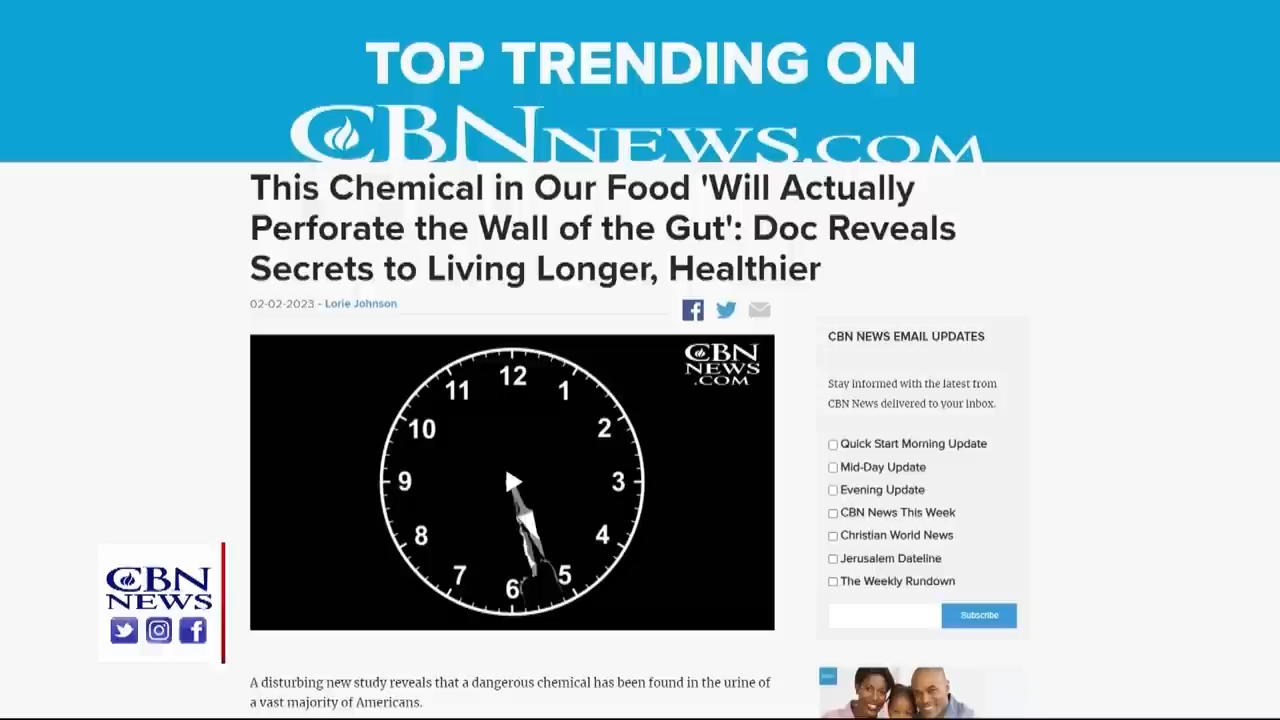 TOP TRENDING ON
CBNNEWS.COM
This Chemical in Our Food 'Will Actually
Perforate the Wall of the Gut': Doc Reveals
Secrets to Living Longer, Healthier
02-02-2023 - Lorie Johnson
CBN
NEWS
.COM
12
11
1
10
2
9
3
8
4
7
5
6
CBN NEWS EMAIL UPDATES
Stay informed with the latest from
CBN News delivered to your inbox.
Quick Start Morning Update
Mid-Day Update
Evening Update
CBN News This Week
Christian World News
Jerusalem Dateline
The Weekly Rundown
Subscribe
CBN
NEWS
A disturbing new study reveals that a dangerous chemical has been found in the urine of
a vast majority of Americans.